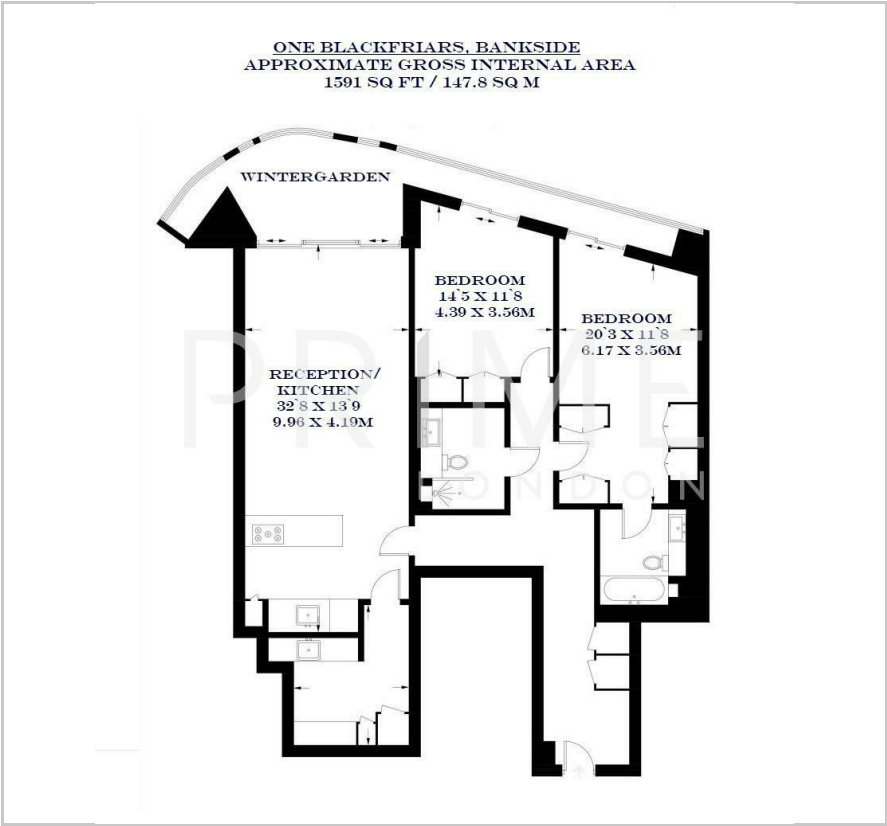 ONE BLACKFRIARS, BANKSIDE
APPROXIMATE GROSS INTERNAL AREA
1591 SQ FT / 147.8 SQ M
WINTERGARDEN
BEDROOM
14`5 X 11`8
4.39 X 3.56M
BEDROOM
20`3 X 11`8
6.17 X 3.56M
RECEPTION/
KITCHEN
32`8 X 13`9
9.96 X 4.19M
PRIME
LONDON